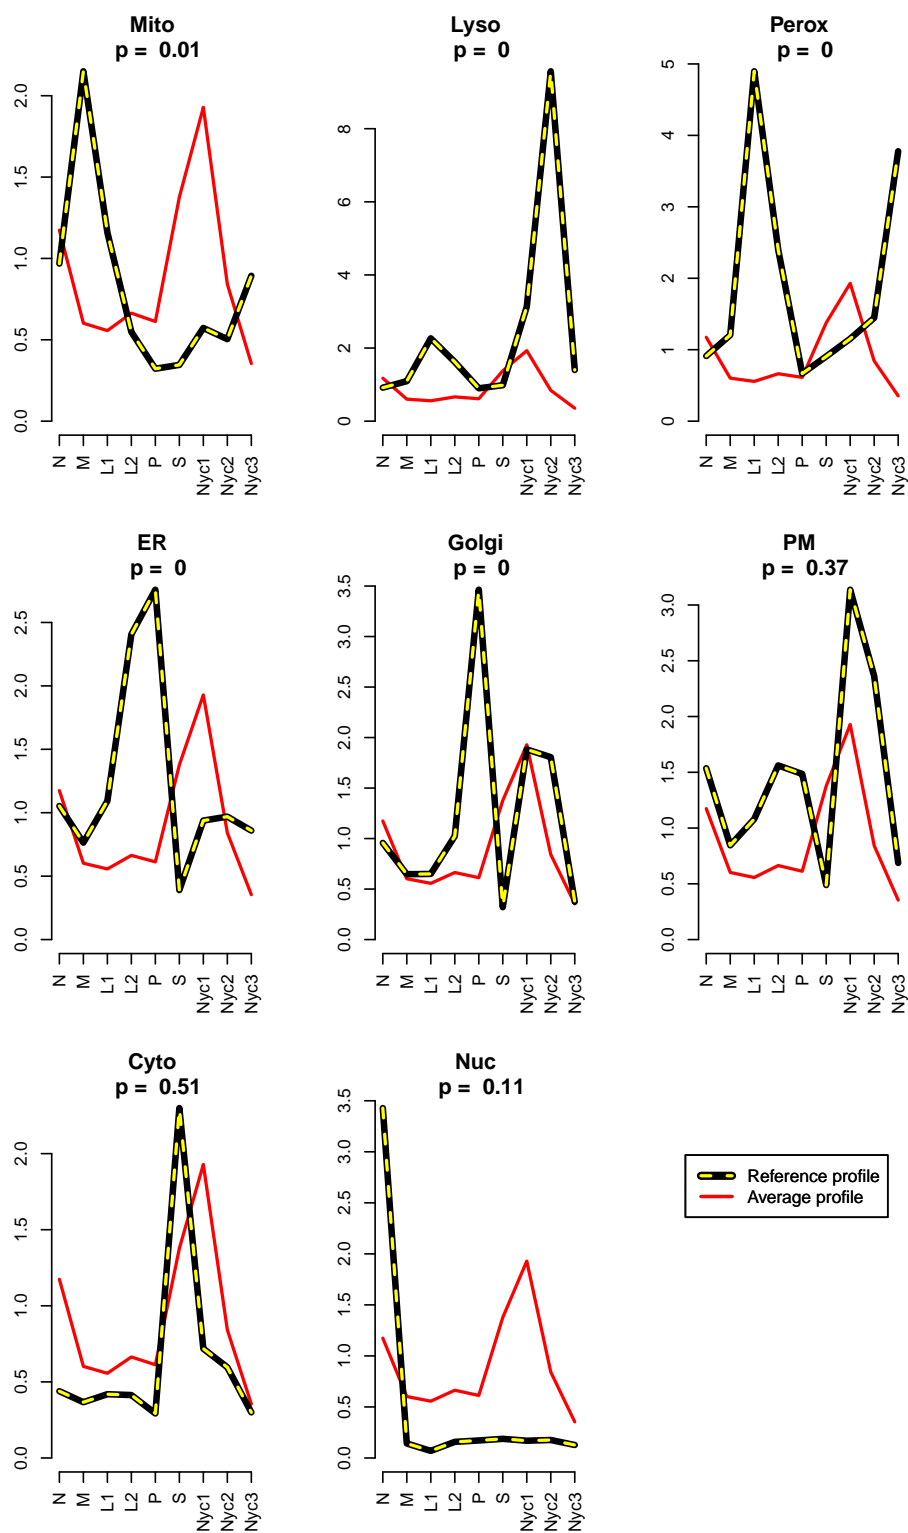 Mito
p =  0.01
0.0 0.5 1.0 1.5 2.0
N M L1 L2 P S Nyc1 Nyc2 Nyc3
Lyso
p =  0
0 2 4 6 8
N M L1 L2 P S Nyc1 Nyc2 Nyc3
Perox
p =  0
0 1 2 3 4 5
N M L1 L2 P S Nyc1 Nyc2 Nyc3
ER
p =  0
0.0 0.5 1.0 1.5 2.0 2.5
N M L1 L2 P S Nyc1 Nyc2 Nyc3
Golgi
p =  0
0.0 0.5 1.0 1.5 2.0 2.5 3.0 3.5
N M L1 L2 P S Nyc1 Nyc2 Nyc3
PM
p =  0.37
0.0 0.5 1.0 1.5 2.0 2.5 3.0
N M L1 L2 P S Nyc1 Nyc2 Nyc3
Cyto
p =  0.51
0.0 0.5 1.0 1.5 2.0
N M L1 L2 P S Nyc1 Nyc2 Nyc3
Nuc
p =  0.11
0.0 0.5 1.0 1.5 2.0 2.5 3.0 3.5
N M L1 L2 P S Nyc1 Nyc2 Nyc3
Reference profile
Average profile